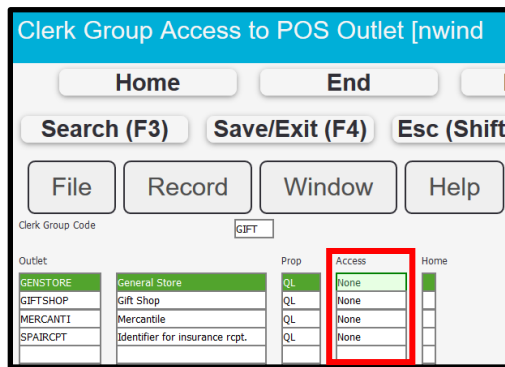 Clerk Group Access to POS Outlet [nwind
Home End
Search (F3) Save/Exit (F4) Esc (Shift
File Record Window Help
Clerk Group Code GIFT
Outlet Prop Access Home
GENSTORE General Store QL None
GIFTSHOP Gift Shop QL None
MERCANTI Mercantile QL None
SPAIRCPT Identifier for insurance rcpt. QL None